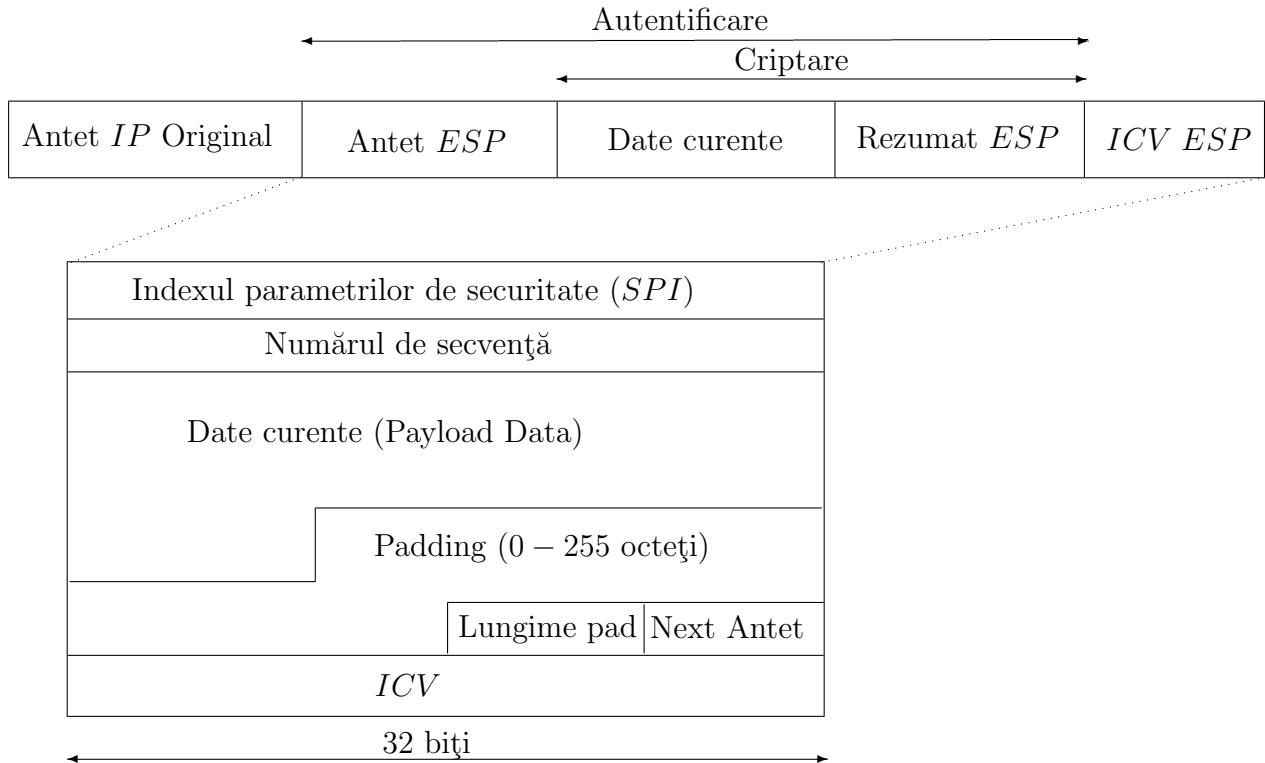 Autentificare
Criptare
Antet IP Original
Antet ESP
Date curente
Rezumat ESP
ICV ESP
Indexul parametrilor de securitate (SPI)
Numărul de secvenţă
Date curente (Payload Data)
Padding (0 − 255 octeţi)
Lungime pad
Next Antet
ICV
32 biţi